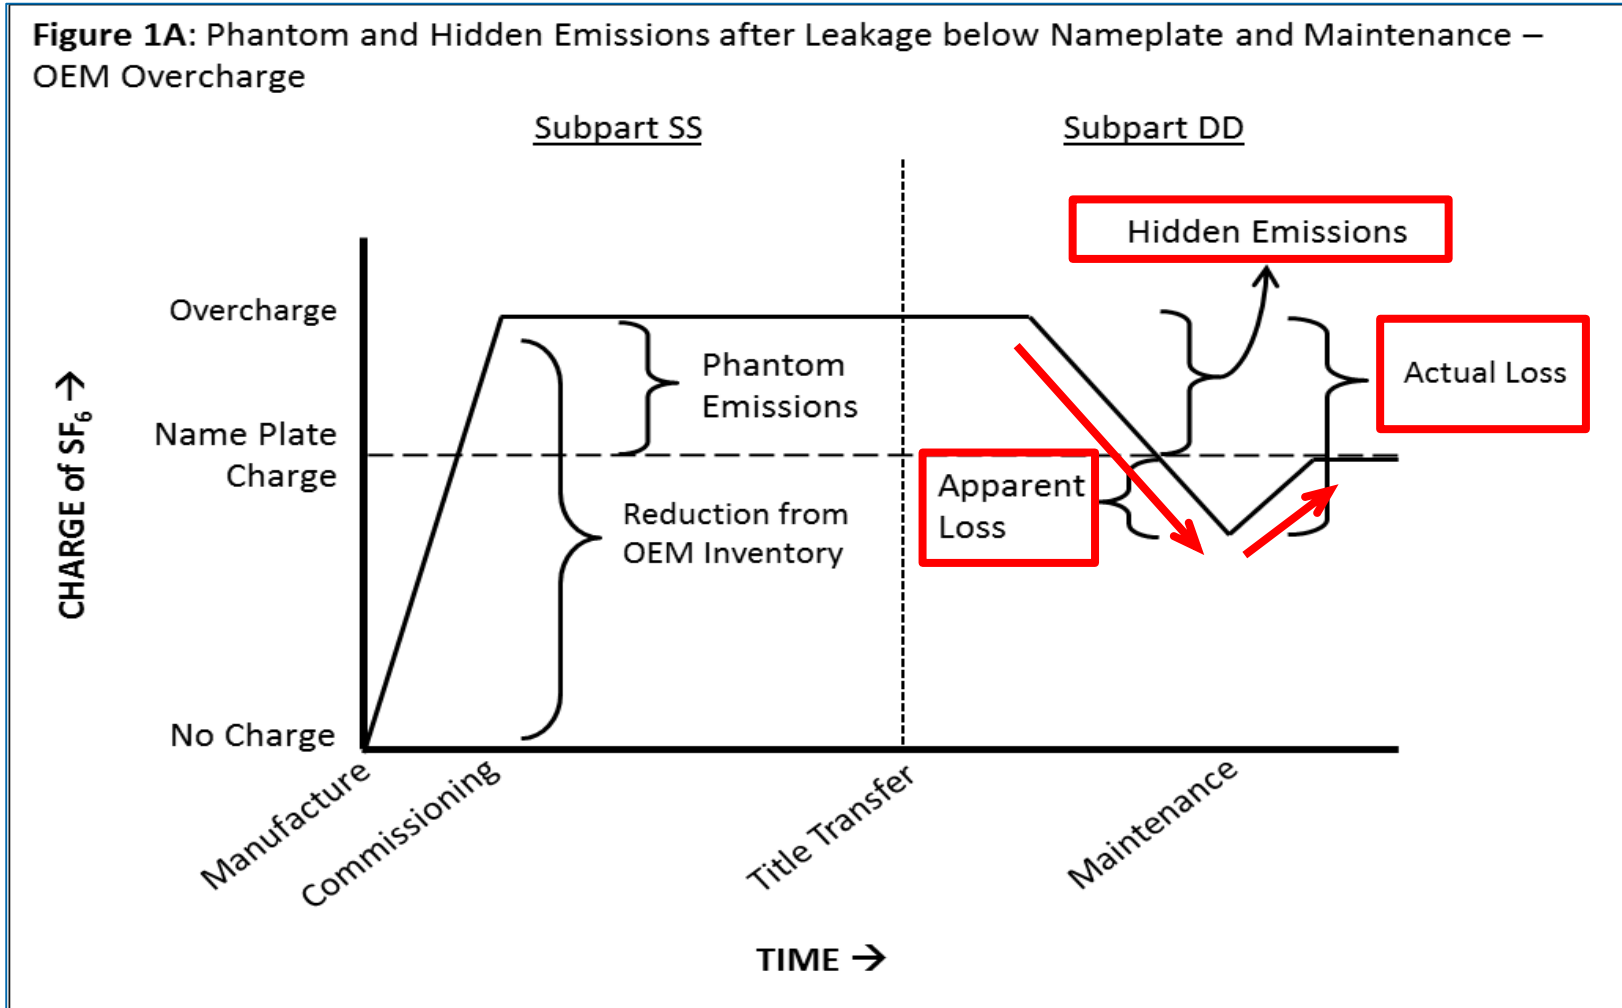 Figure 1A: Phantom and Hidden Emissions after Leakage below Nameplate and Maintenance –
OEM Overcharge
Subpart SS
Subpart DD
Hidden Emissions
Overcharge
Phantom
Emissions
Actual Loss
CHARGE of SF₆ →
Name Plate
Charge
Apparent
Loss
Reduction from
OEM Inventory
No Charge
Manufacture
Commissioning
Title Transfer
Maintenance
TIME →